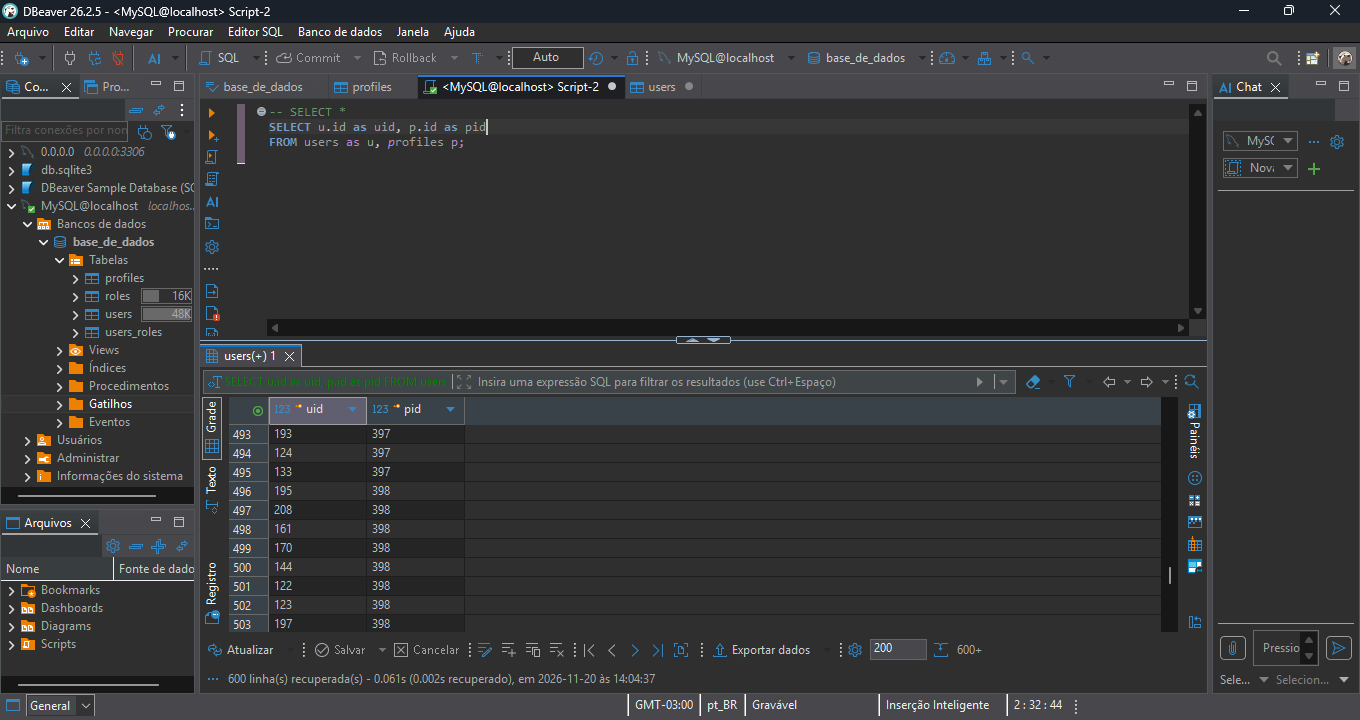 DBeaver 26.2.5 - <MySQL@localhost> Script-2
Arquivo Editar Navegar Procurar Editor SQL Banco de dados Janela Ajuda
AI SQL Commit Rollback T Auto MySQL@localhost base_de_dados
Co... Pro...
Filtra conexões por nom
0.0.0.0 0.0.0.0:3306
db.sqlite3
DBeaver Sample Database (SQ
MySQL@localhost localhos...
Bancos de dados
base_de_dados
Tabelas
profiles
roles 16K
users 48K
users_roles
Views
Índices
Procedimentos
Gatilhos
Eventos
Usuários
Administrar
Informações do sistema
Arquivos
Nome Fonte de dado
Bookmarks
Dashboards
Diagrams
Scripts
General
base_de_dados profiles <MySQL@localhost> Script-2 users
-- SELECT *
SELECT u.id as uid, p.id as pid
FROM users as u, profiles p;
AI
users(+) 1
SELECT u.id as uid, p.id as pid FROM users Insira uma expressão SQL para filtrar os resultados (use Ctrl+Espaço)
Grade
Texto
Registro
123 uid 123 pid
493 193 397
494 124 397
495 133 397
496 195 398
497 208 398
498 161 398
499 170 398
500 144 398
501 122 398
502 123 398
503 197 398
Painéis
Atualizar Salvar Cancelar Exportar dados 200 600+
600 linha(s) recuperada(s) - 0.061s (0.002s recuperado), em 2026-11-20 às 14:04:37
AI Chat
MyS
Nova
Pressio
Sele... Selecion...
GMT-03:00 pt_BR Gravável Inserção Inteligente 2 : 32 : 44